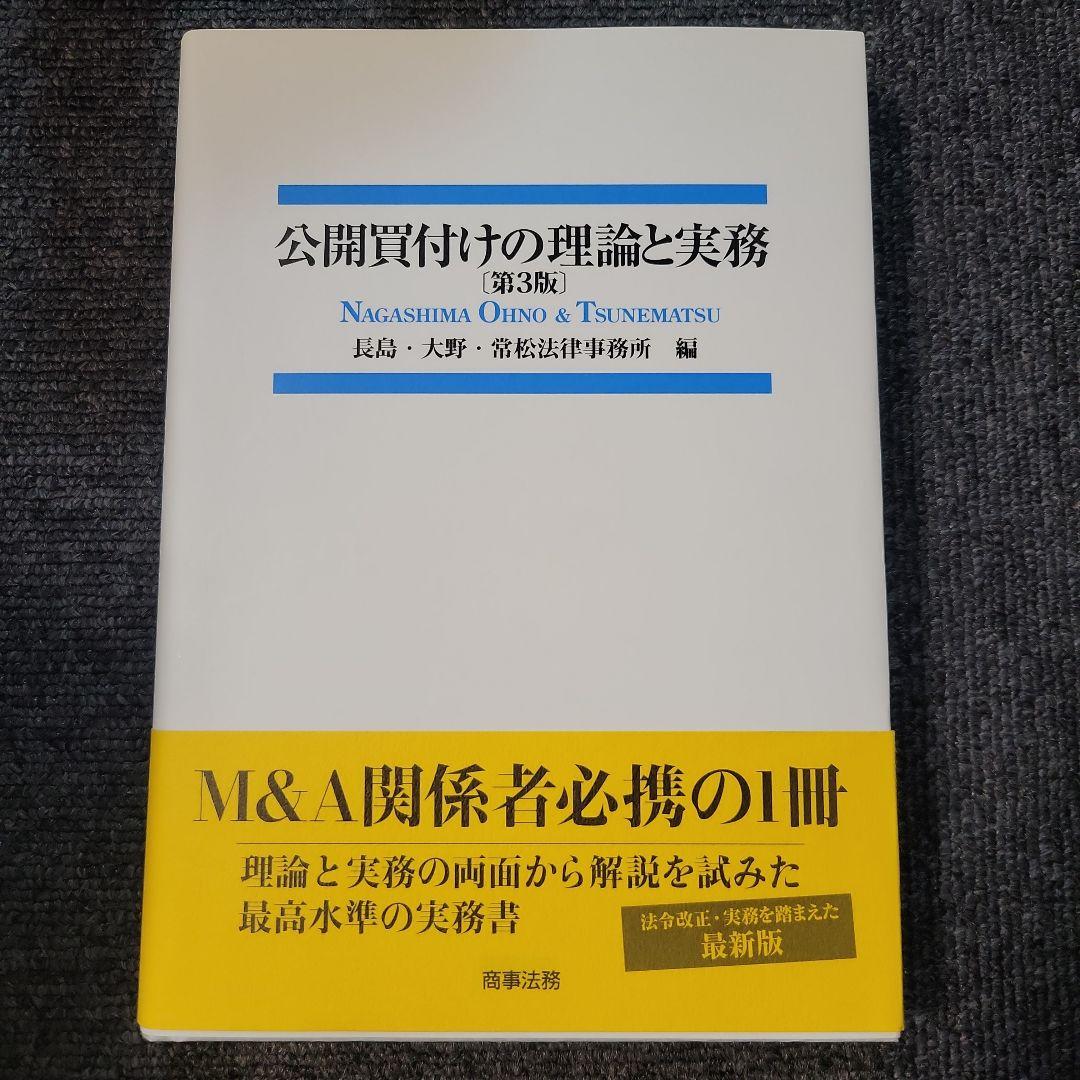 公開買付けの理論と実務
〔第3版〕
NAGASHIMA OHNO & TSUNEMATSU
長島・大野・常松法律事務所 編
M&A関係者必携の1冊
理論と実務の両面から解説を試みた
最高水準の実務書
法令改正・実務を踏まえた
最新版
商事法務